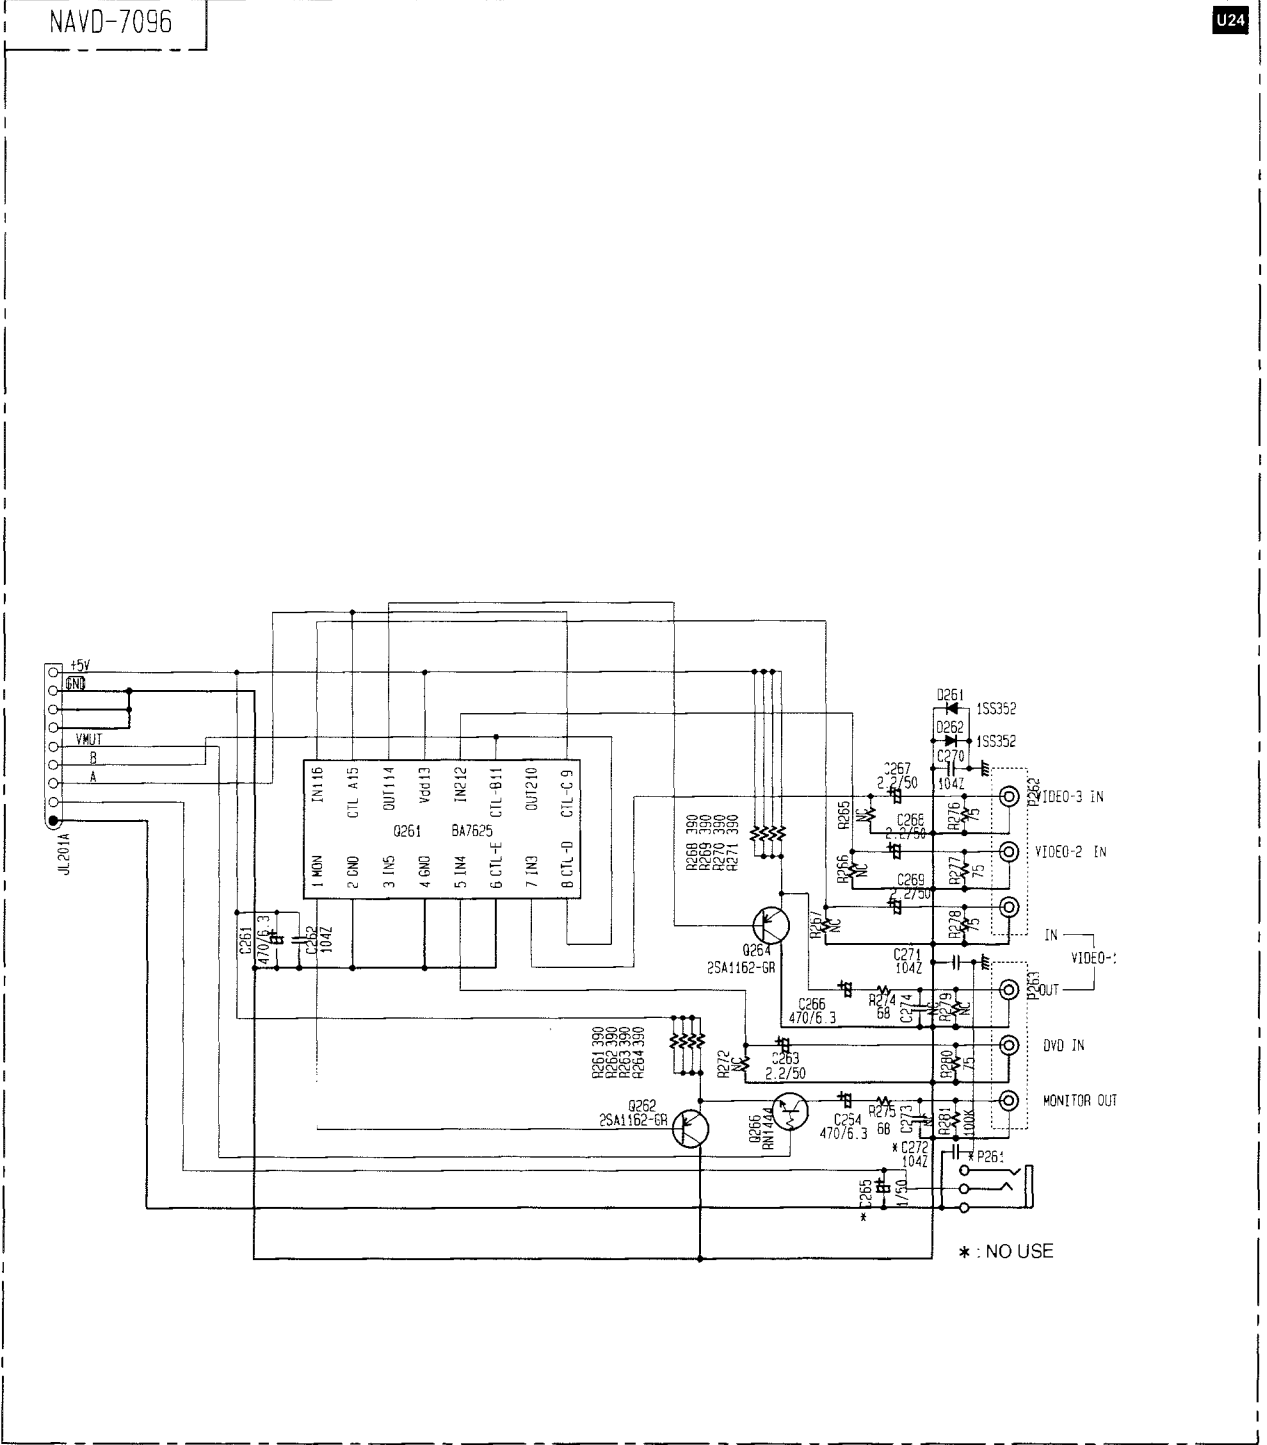 NAVD-7096
U24
+5V
GND
VMUT
B
A
JL201A
IN1 16
CTL A 15
OUT1 14
Vdd 13
IN2 12
CTL-B 11
OUT2 10
CTL-C 9
Q261 BA7625
1 MON
2 GND
3 IN5
4 GND
5 IN4
6 CTL-E
7 IN3
8 CTL-D
C261
470/6.3
C262
104Z
R268 390
R269 390
R270 390
R271 390
R261 390
R262 390
R263 390
R264 390
Q262
2SA1162-GR
Q264
2SA1162-GR
Q266
RN1444
R265
NC
R266
NC
R267
NC
R272
NC
D261
1SS352
D262
1SS352
C270
104Z
C267
2.2/50
C268
2.2/50
C269
2.2/50
R276
75
R277
75
R278
75
P262
VIDEO-3 IN
VIDEO-2 IN
IN
VIDEO-1
OUT
C271
104Z
P263
C266
470/6.3
R274
68
C274
NC
R279
NC
C263
2.2/50
R280
75
DVD IN
C264
470/6.3
R275
68
C273
NC
R281
100K
MONITOR OUT
* C272
104Z
* P261
* C265
1/50
* : NO USE